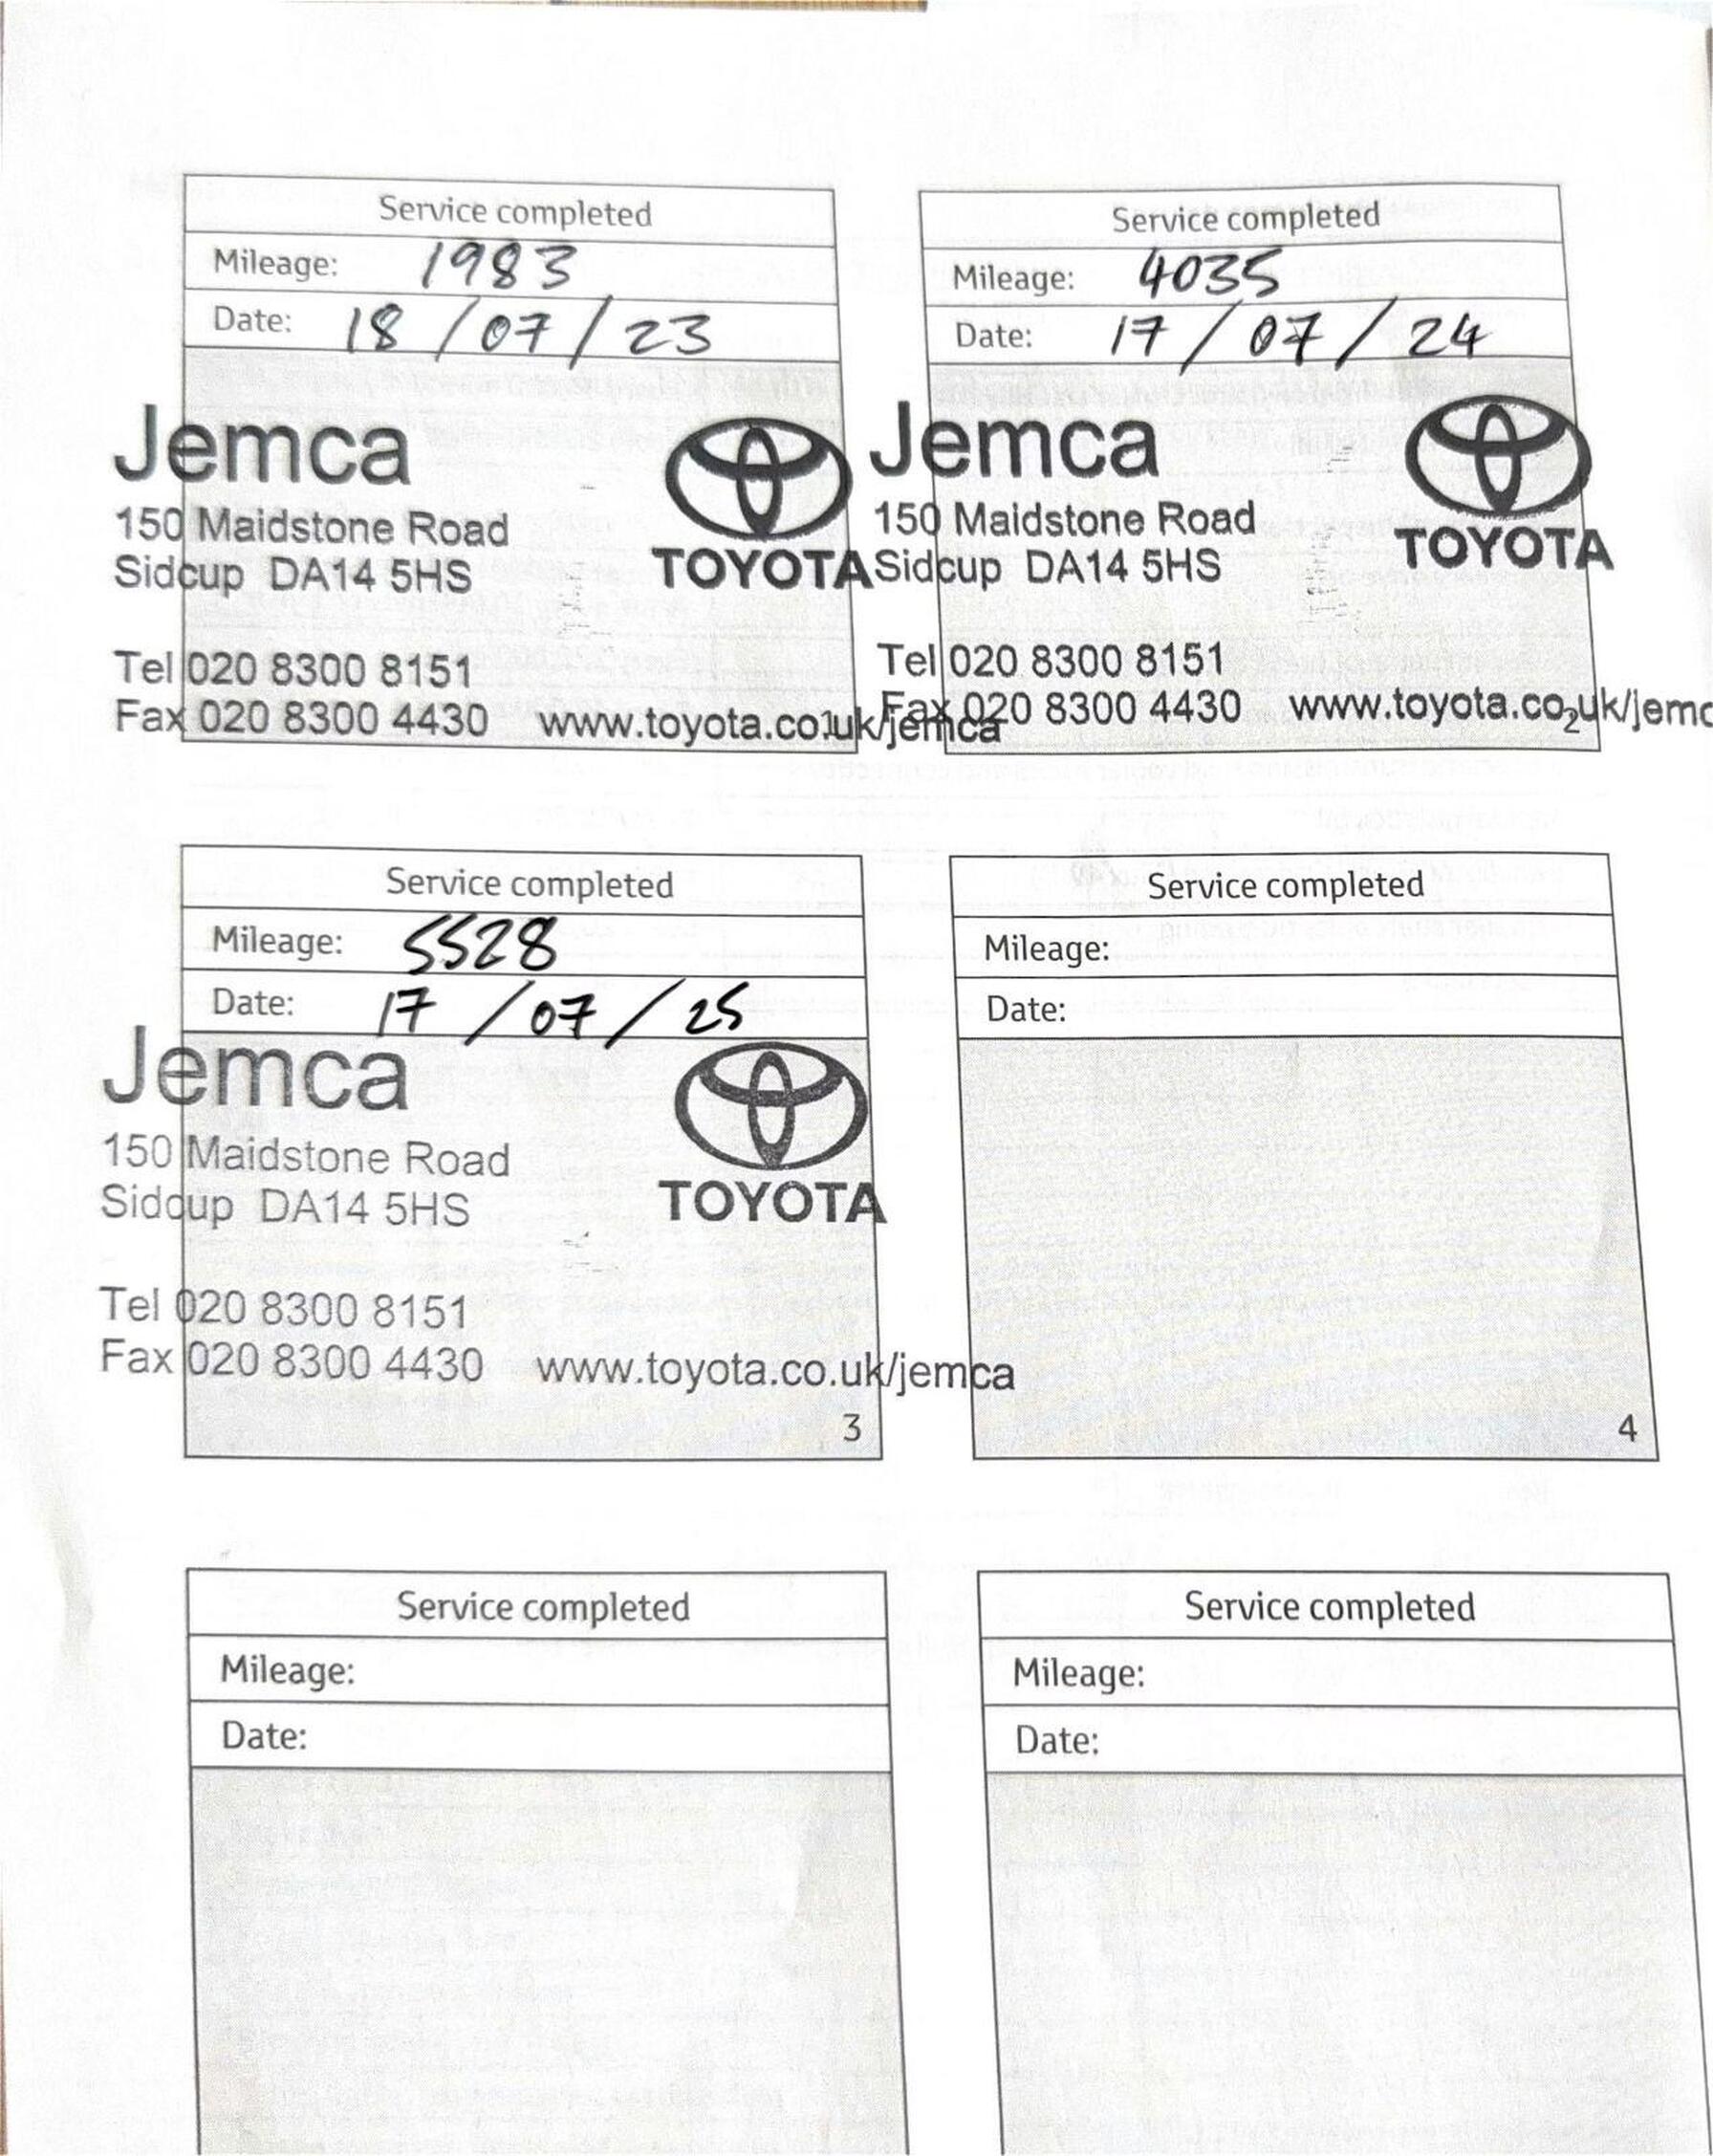 Service completed
Mileage: 1983
Date: 18/07/23
Jemca
150 Maidstone Road
Sidcup DA14 5HS
TOYOTA
Tel 020 8300 8151
Fax 020 8300 4430 www.toyota.co.uk/jemca
1
Service completed
Mileage: 4035
Date: 17/07/24
Jemca
150 Maidstone Road
Sidcup DA14 5HS
TOYOTA
Tel 020 8300 8151
Fax 020 8300 4430 www.toyota.co.uk/jemc
2
Service completed
Mileage: 5528
Date: 17/07/25
Jemca
150 Maidstone Road
Sidcup DA14 5HS
TOYOTA
Tel 020 8300 8151
Fax 020 8300 4430 www.toyota.co.uk/jemca
3
Service completed
Mileage:
Date:
4
Service completed
Mileage:
Date:
Service completed
Mileage:
Date: